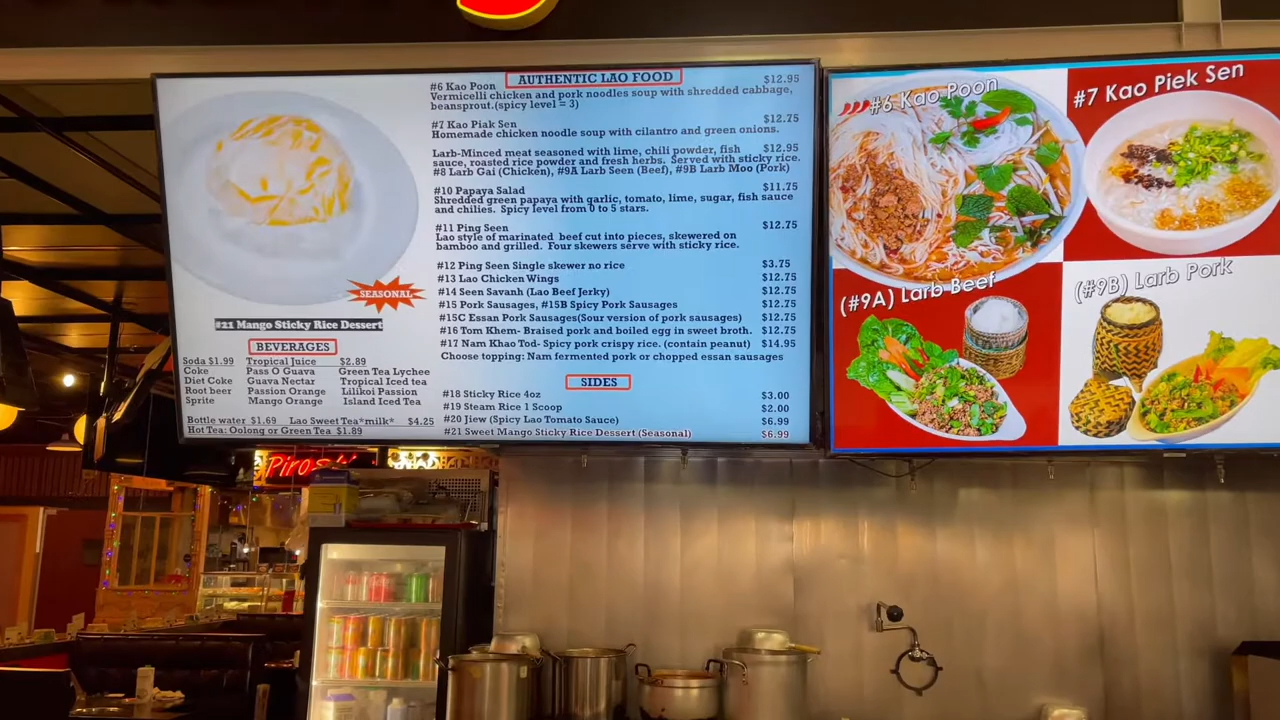 AUTHENTIC LAO FOOD
#6 Kao Poon $12.95
Vermicelli chicken and pork noodles soup with shredded cabbage,
beansprout.(spicy level = 3)
#7 Kao Piak Sen $12.75
Homemade chicken noodle soup with cilantro and green onions.
Larb-Minced meat seasoned with lime, chili powder, fish $12.95
sauce, roasted rice powder and fresh herbs. Served with sticky rice.
#8 Larb Gai (Chicken), #9A Larb Seen (Beef), #9B Larb Moo (Pork)
#10 Papaya Salad $11.75
Shredded green papaya with garlic, tomato, lime, sugar, fish sauce
and chilies. Spicy level from 0 to 5 stars.
#11 Ping Seen $12.75
Lao style of marinated beef cut into pieces, skewered on
bamboo and grilled. Four skewers serve with sticky rice.
#12 Ping Seen Single skewer no rice $3.75
#13 Lao Chicken Wings $12.75
#14 Seen Savanh (Lao Beef Jerky) $12.75
#15 Pork Sausages, #15B Spicy Pork Sausages $12.75
#15C Essan Pork Sausages(Sour version of pork sausages) $12.75
#16 Tom Khem- Braised pork and boiled egg in sweet broth. $12.75
#17 Nam Khao Tod- Spicy pork crispy rice. (contain peanut) $14.95
Choose topping: Nam fermented pork or chopped essan sausages
SIDES
#18 Sticky Rice 4oz $3.00
#19 Steam Rice 1 Scoop $2.00
#20 Jiew (Spicy Lao Tomato Sauce) $6.99
#21 Sweet Mango Sticky Rice Dessert (Seasonal) $6.99
SEASONAL
#21 Mango Sticky Rice Dessert
BEVERAGES
Soda $1.99 Tropical Juice $2.89
Coke Pass O Guava Green Tea Lychee
Diet Coke Guava Nectar Tropical Iced tea
Root beer Passion Orange Lilikoi Passion
Sprite Mango Orange Island Iced Tea
Bottle water $1.69 Lao Sweet Tea*milk* $4.25
Hot Tea: Oolong or Green Tea $1.89
#6 Kao Poon
#7 Kao Piek Sen
(#9A) Larb Beef
(#9B) Larb Pork